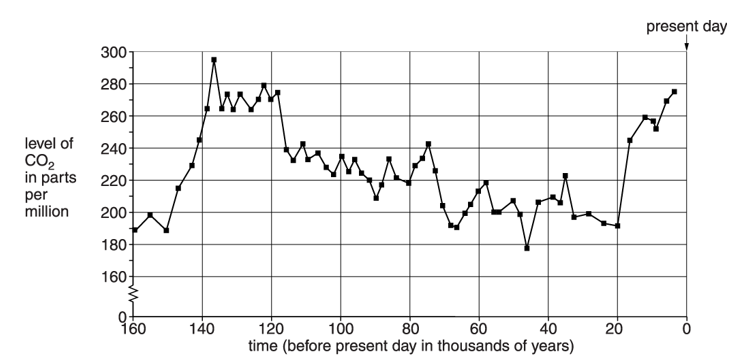 present day
300
280
260
240
220
200
180
160
0
level of
CO₂
in parts
per
million
160 140 120 100 80 60 40 20 0
time (before present day in thousands of years)